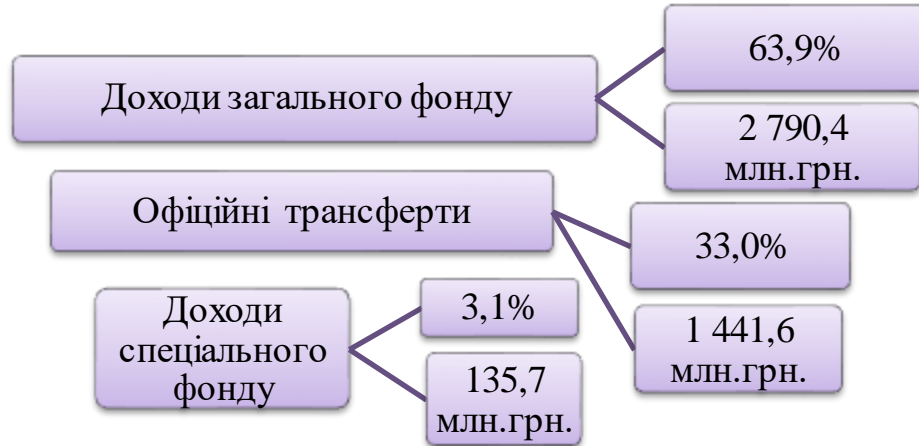 Доходи загального фонду
63,9%
2 790,4
млн.грн.
Офіційні трансферти
33,0%
1 441,6
млн.грн.
Доходи
спеціального
фонду
3,1%
135,7
млн.грн.